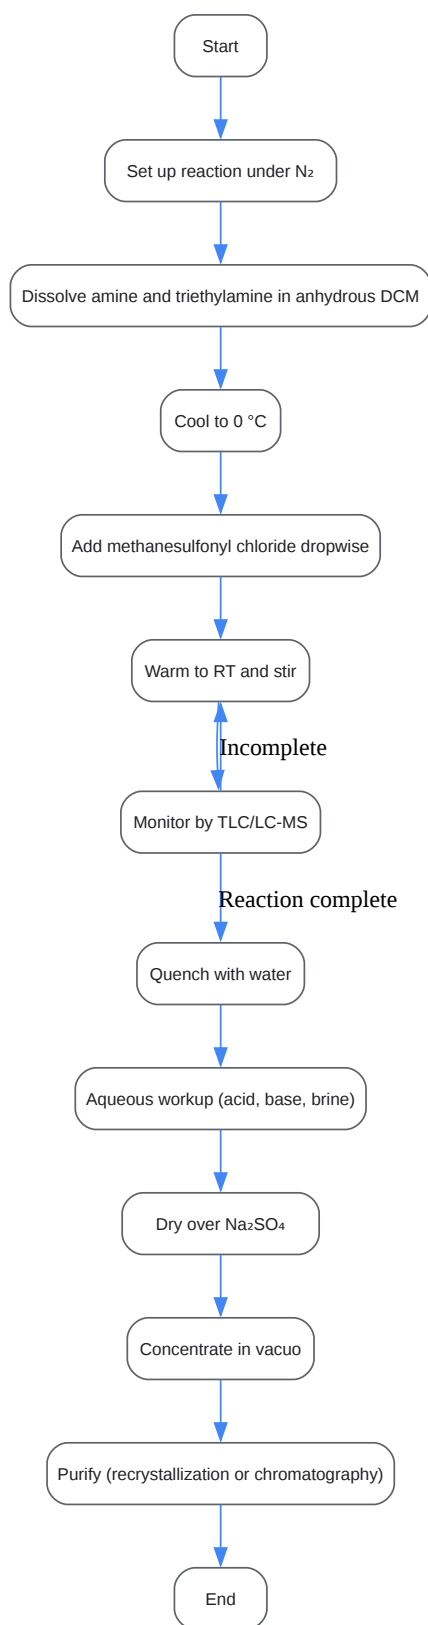 Start
Set up reaction under N₂
Dissolve amine and triethylamine in anhydrous DCM
Cool to 0 °C
Add methanesulfonyl chloride dropwise
Warm to RT and stir
Incomplete
Monitor by TLC/LC-MS
Reaction complete
Quench with water
Aqueous workup (acid, base, brine)
Dry over Na₂SO₄
Concentrate in vacuo
Purify (recrystallization or chromatography)
End